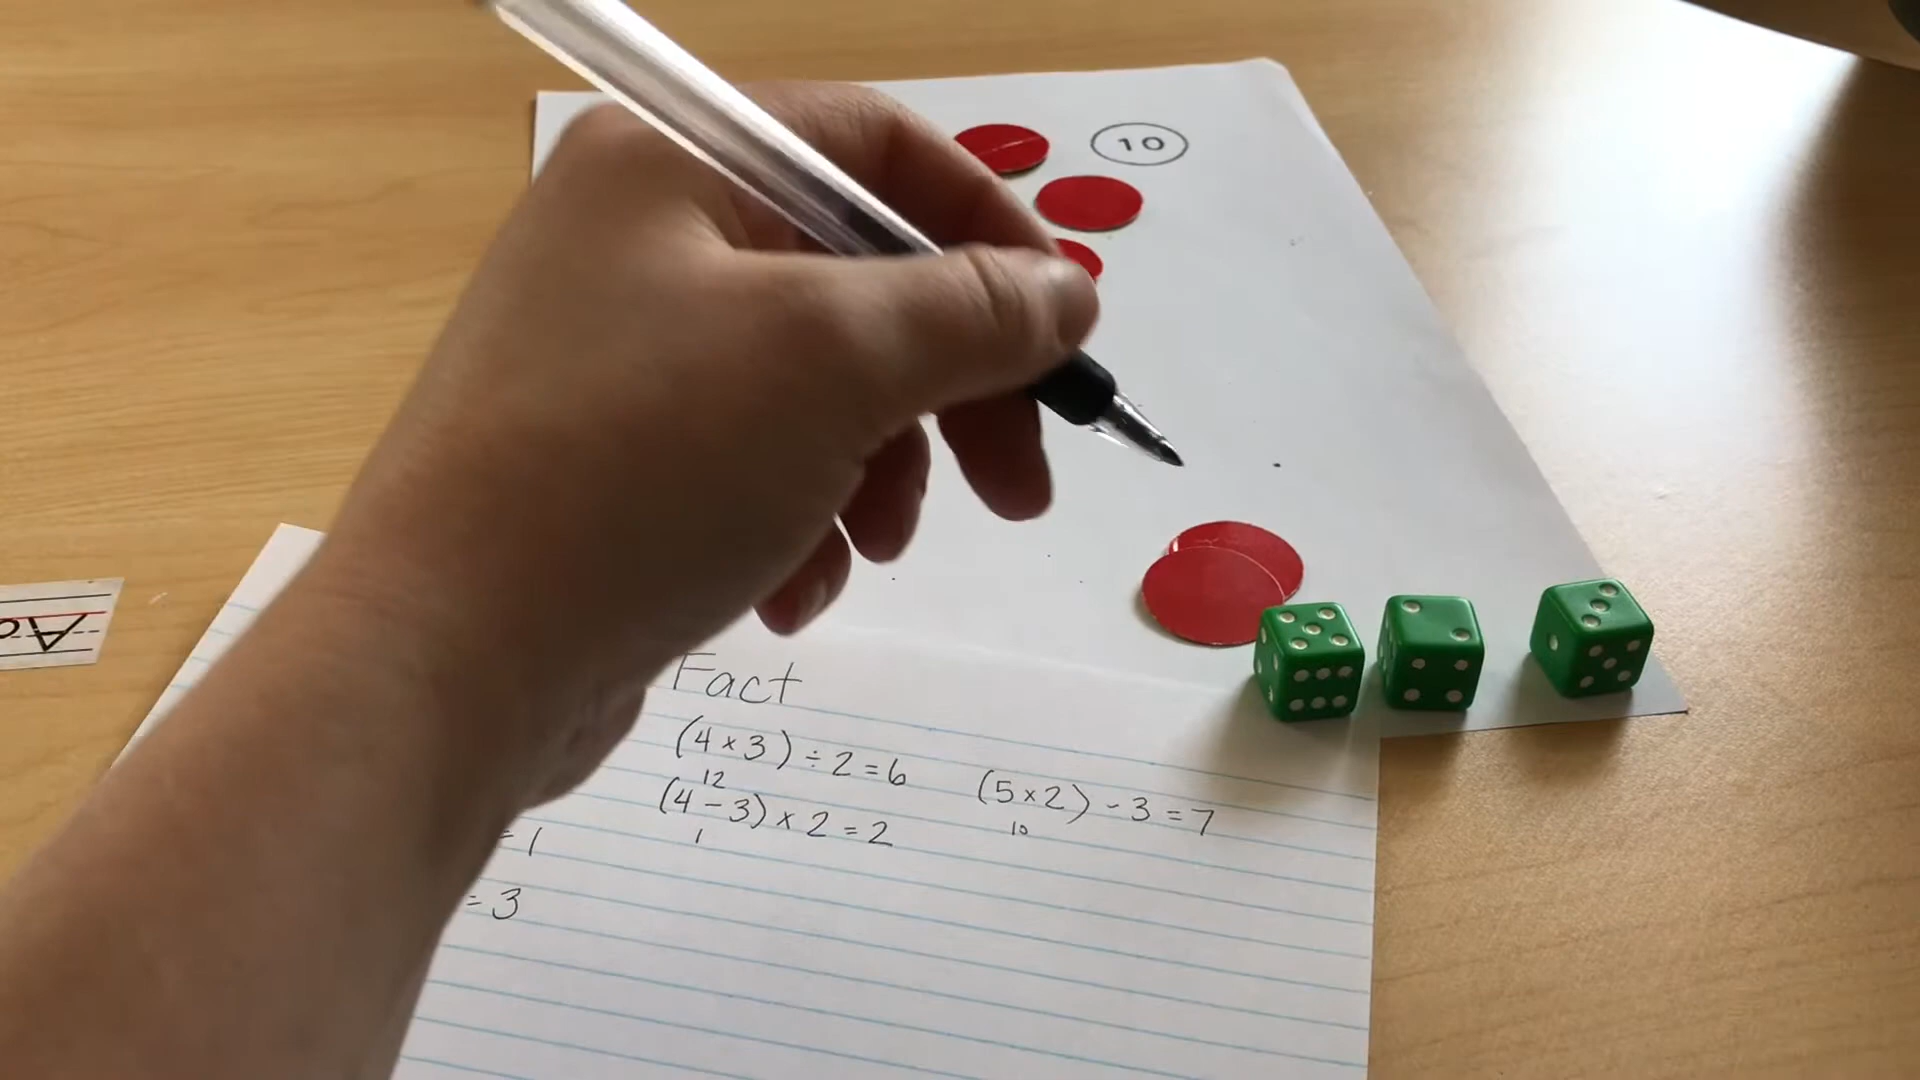 10
Aa
Fact
(4 × 3) ÷ 2 = 6
12
(4 - 3) × 2 = 2
1
(5 × 2) - 3 = 7
10
= 1
= 3